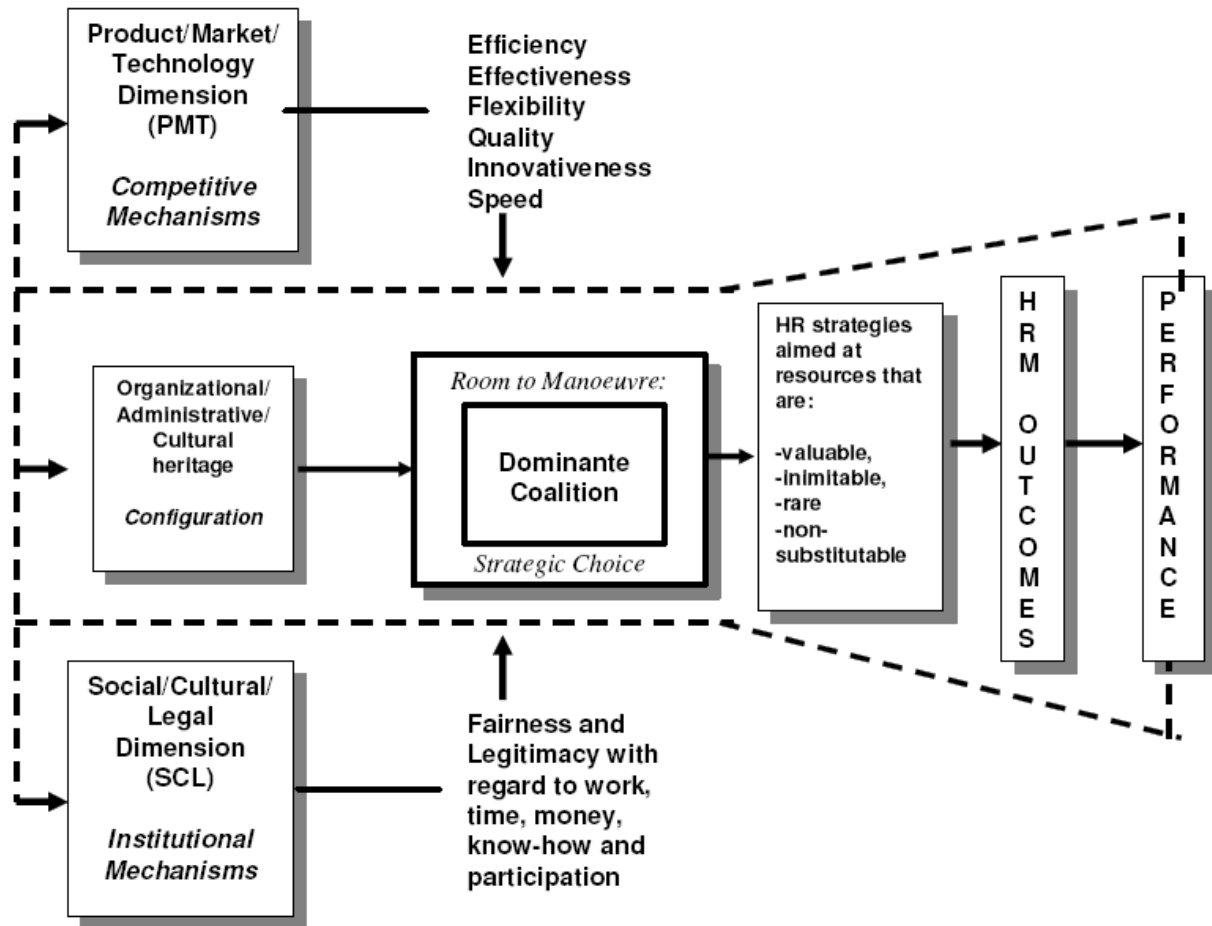 Product/Market/
Technology
Dimension
(PMT)
Competitive
Mechanisms
Efficiency
Effectiveness
Flexibility
Quality
Innovativeness
Speed
Organizational/
Administrative/
Cultural
heritage
Configuration
Room to Manoeuvre:
Dominante
Coalition
Strategic Choice
HR strategies
aimed at
resources that
are:
-valuable,
-inimitable,
-rare
-non-
substitutable
HRM OUTCOMES
PERFORMANCE
Social/Cultural/
Legal
Dimension
(SCL)
Institutional
Mechanisms
Fairness and
Legitimacy with
regard to work,
time, money,
know-how and
participation